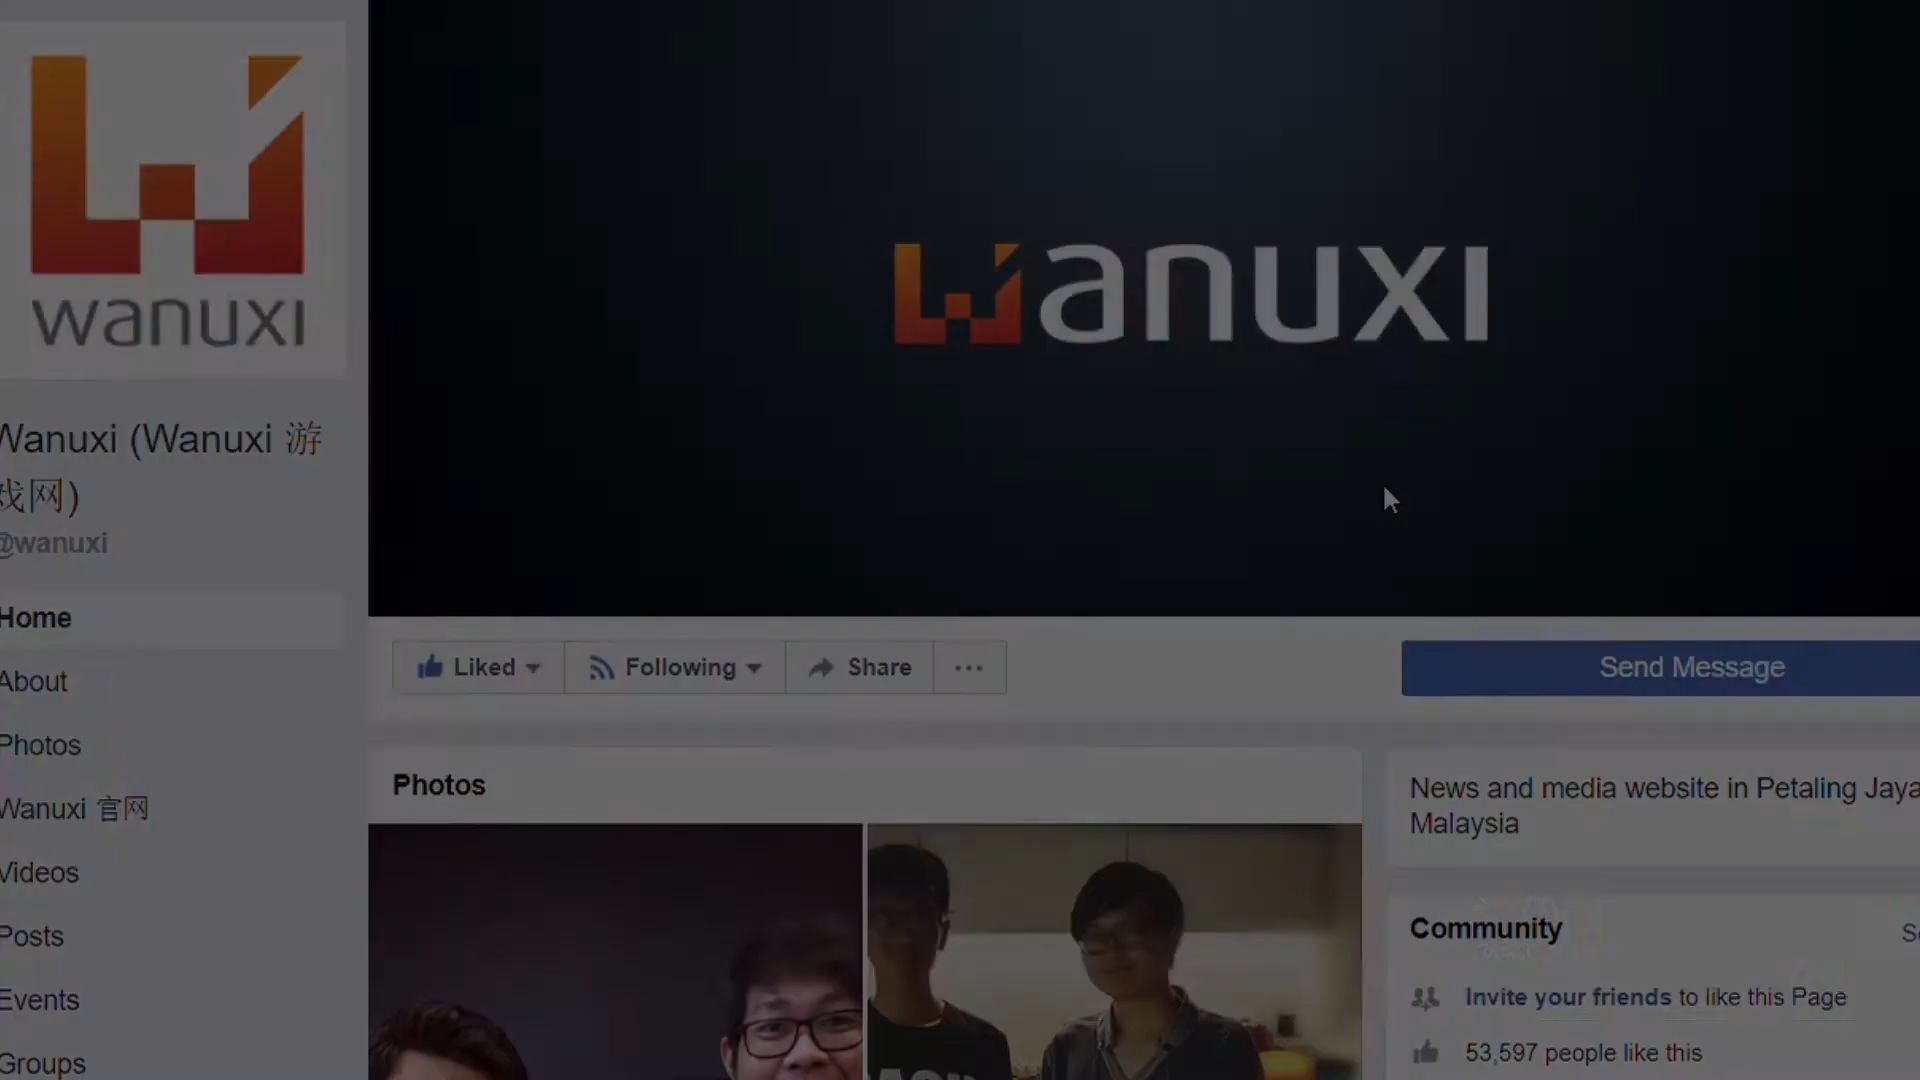 wanuxi
wanuxi
Wanuxi (Wanuxi 游
戏网)
@wanuxi
Home
About
Photos
Wanuxi 官网
Videos
Posts
Events
Groups
Liked
Following
Share
Send Message
Photos
News and media website in Petaling Jaya
Malaysia
Community
Invite your friends to like this Page
53,597 people like this